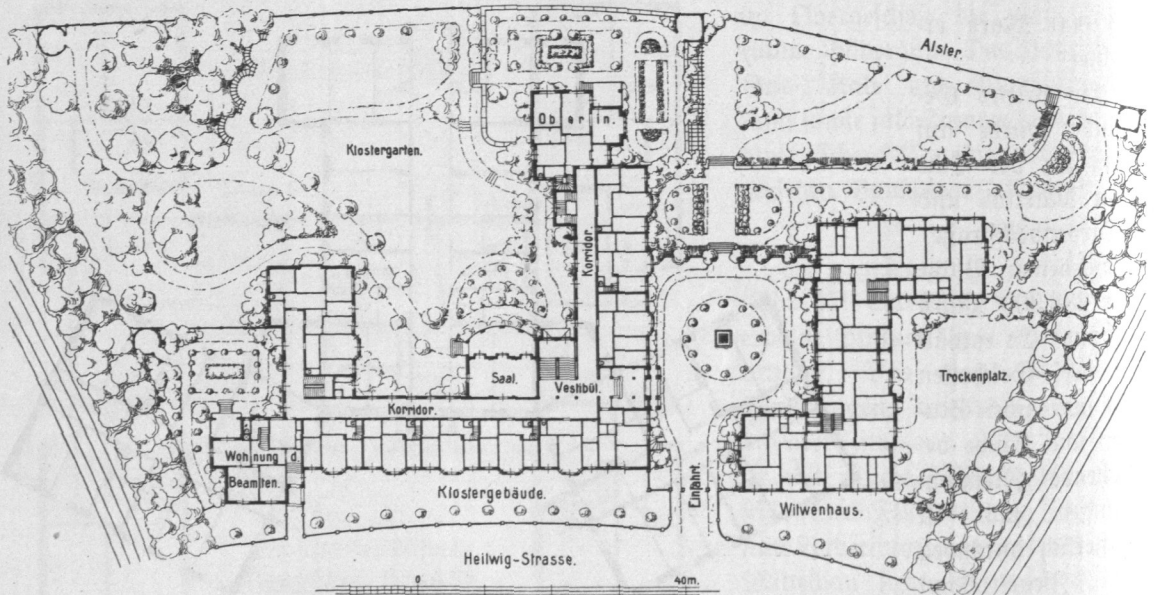 Alster.
Oberin.
Klostergarten.
Korridor.
Trockenplatz.
Saal.
Vestibül.
Korridor.
Wohnung d.
Beamten.
Klostergebäude.
Einfahrt.
Witwenhaus.
Heilwig-Strasse.
0 40m.